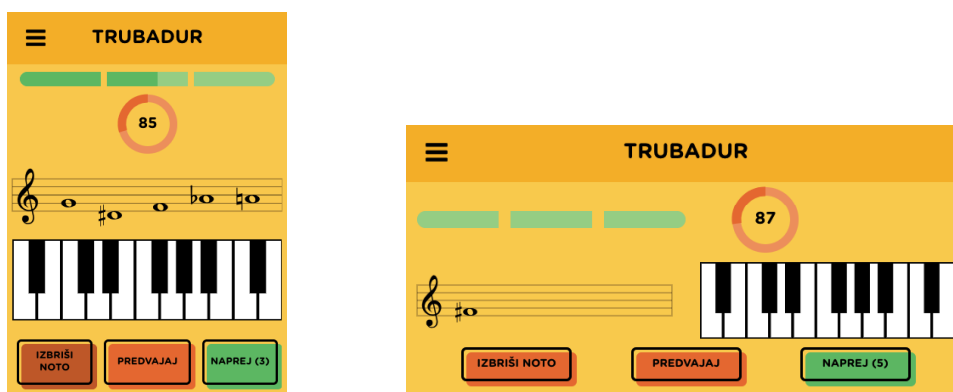 TRUBADUR
85
IZBRIŠI
NOTO
PREDVAJAJ
NAPREJ (3)
TRUBADUR
87
IZBRIŠI NOTO
PREDVAJAJ
NAPREJ (5)